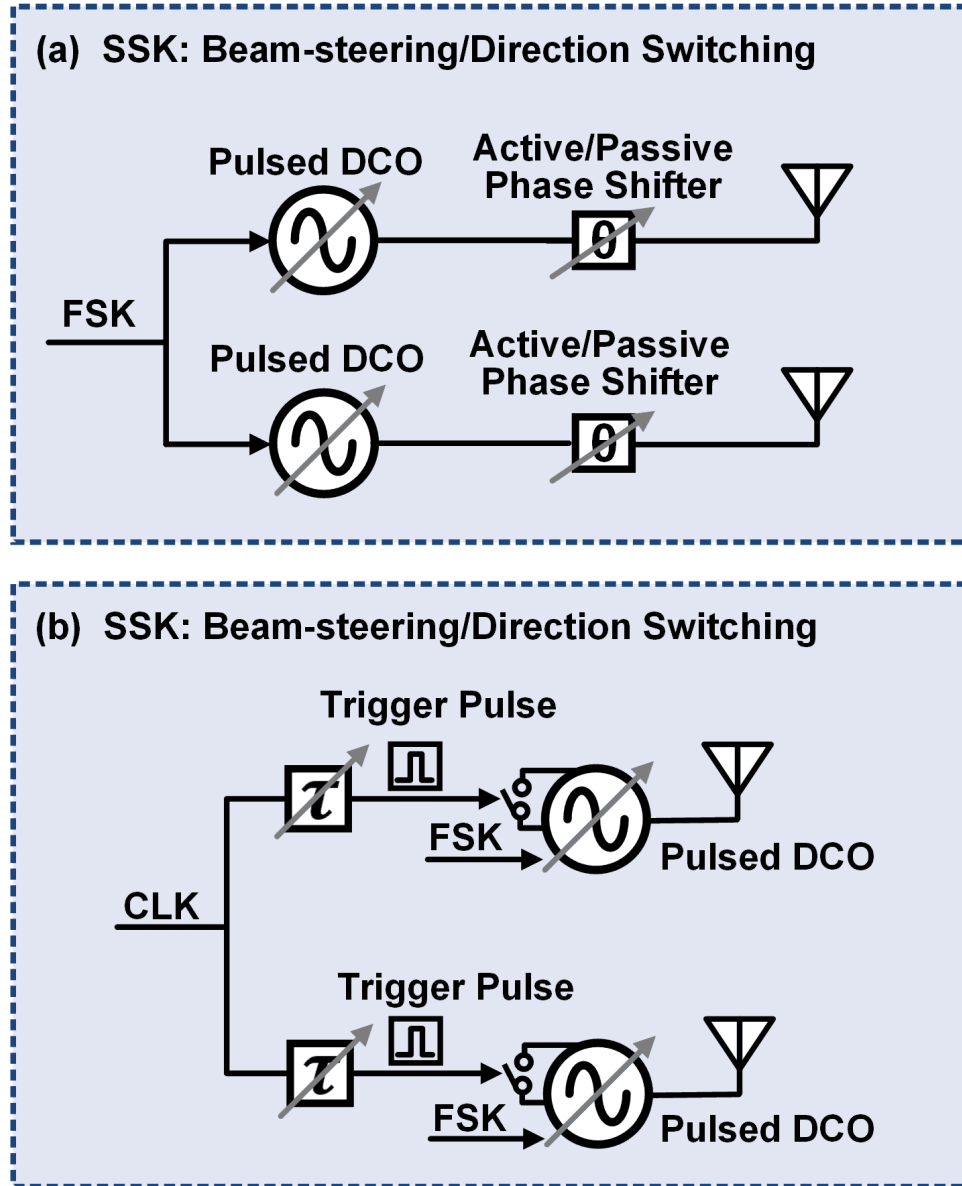 (a) SSK: Beam-steering/Direction Switching
Pulsed DCO
Active/Passive
Phase Shifter
θ
FSK
Pulsed DCO
Active/Passive
Phase Shifter
θ
(b) SSK: Beam-steering/Direction Switching
Trigger Pulse
τ
FSK
Pulsed DCO
CLK
Trigger Pulse
τ
FSK
Pulsed DCO